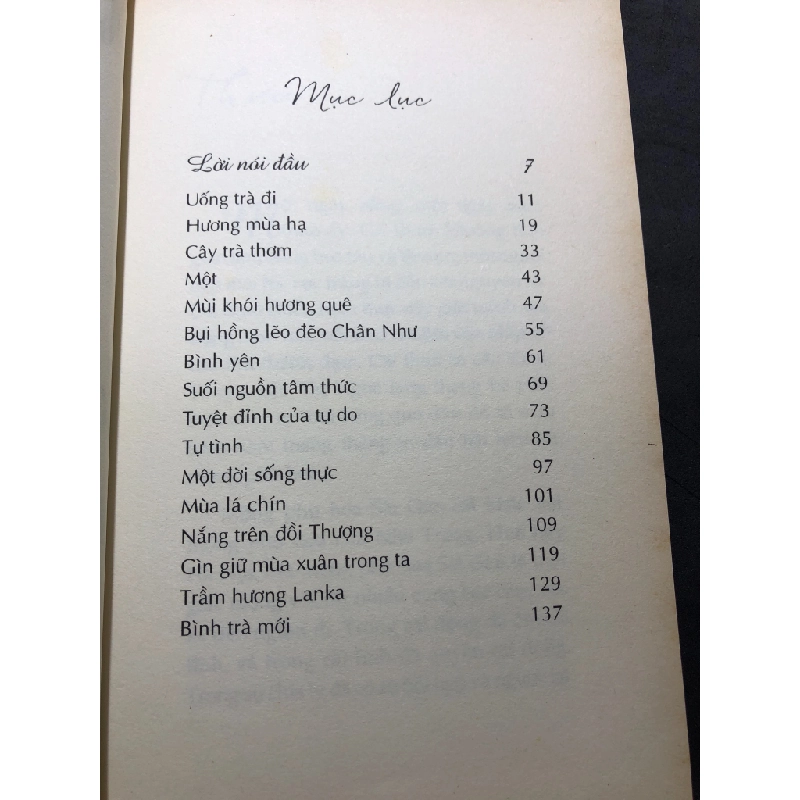 Mục lục
Lời nói đầu 7
Uống trà đi 11
Hương mùa hạ 19
Cây trà thơm 33
Một 43
Mùi khói hương quê 47
Bụi hồng lẽo đẽo Chân Như 55
Bình yên 61
Suối nguồn tâm thức 69
Tuyệt đỉnh của tự do 73
Tự tình 85
Một đời sống thực 97
Mùa lá chín 101
Nắng trên đồi Thượng 109
Gìn giữ mùa xuân trong ta 119
Trầm hương Lanka 129
Bình trà mới 137